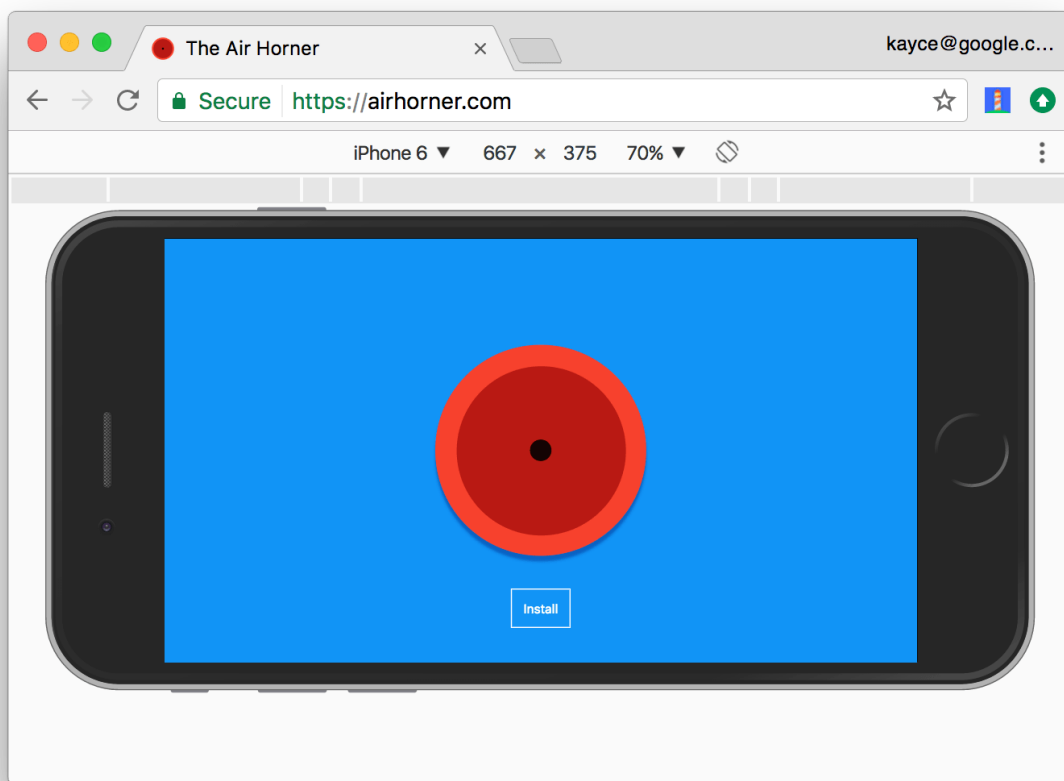 The Air Horner
kayce@google.c...
Secure https://airhorner.com
iPhone 6 667 × 375 70%
Install